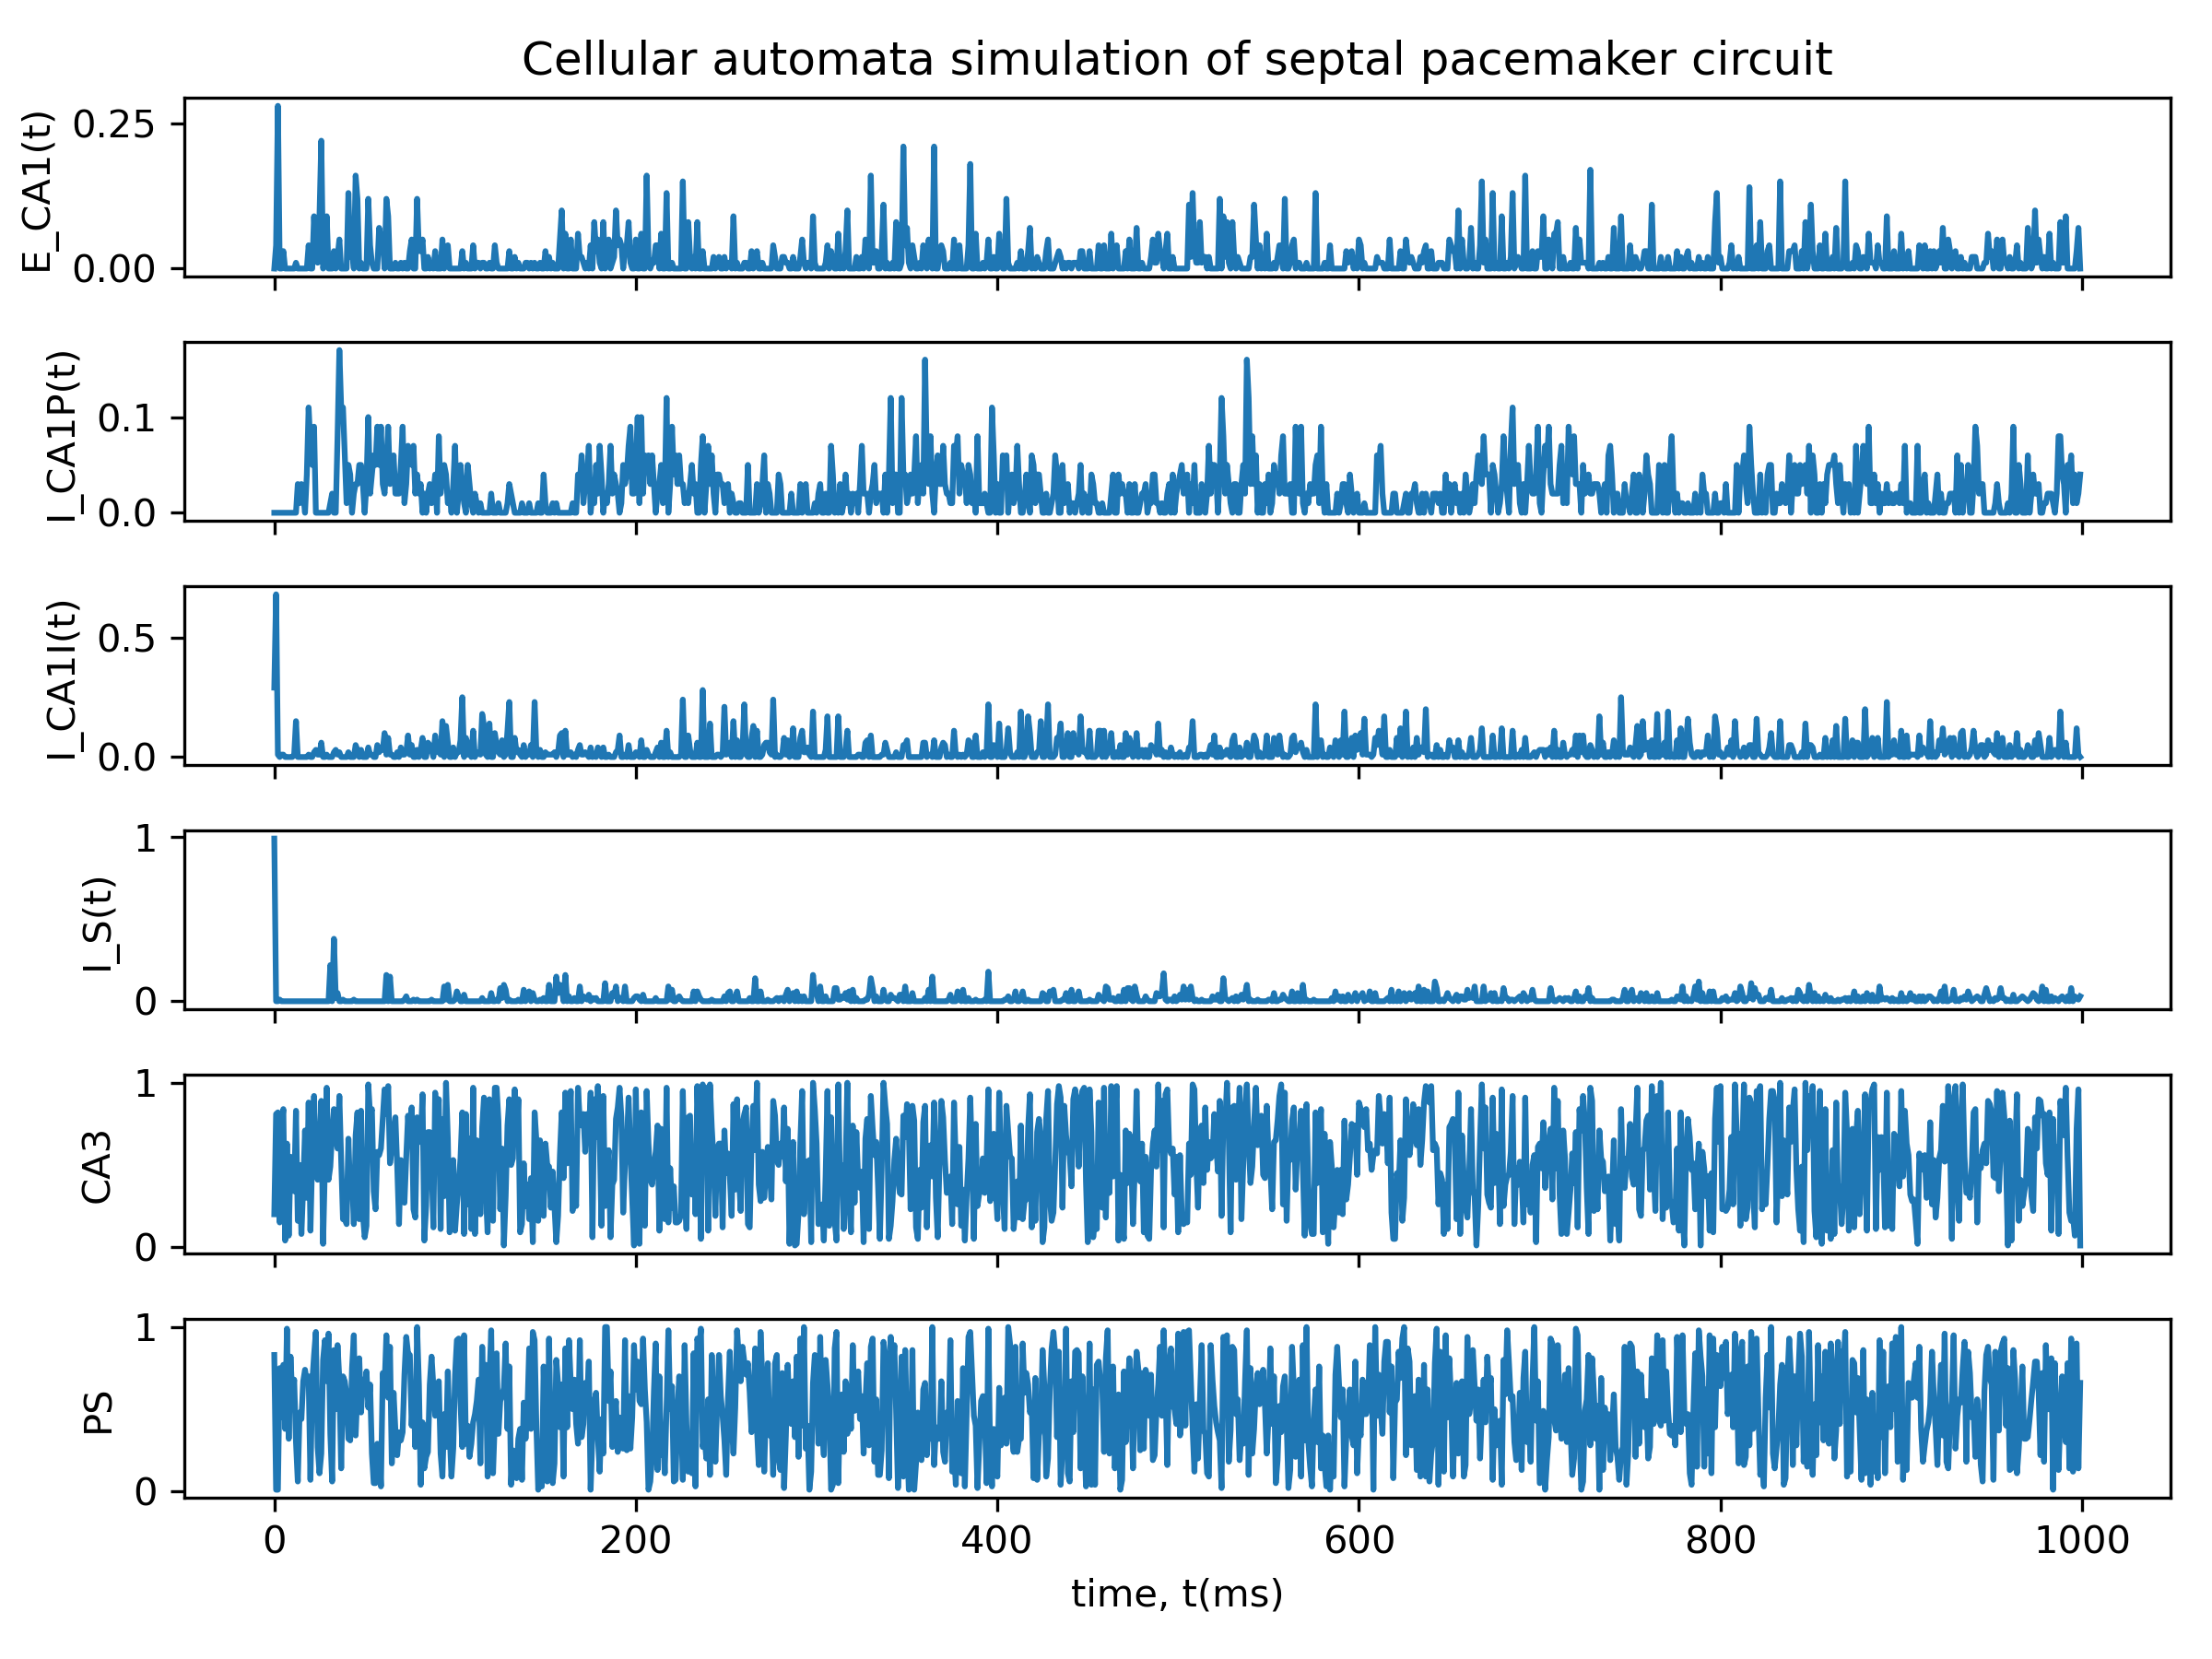 Cellular automata simulation of septal pacemaker circuit
E_CA1(t)
0.25
0.00
I_CA1P(t)
0.1
0.0
I_CA1I(t)
0.5
0.0
I_S(t)
1
0
CA3
1
0
PS
1
0
0 200 400 600 800 1000
time, t(ms)